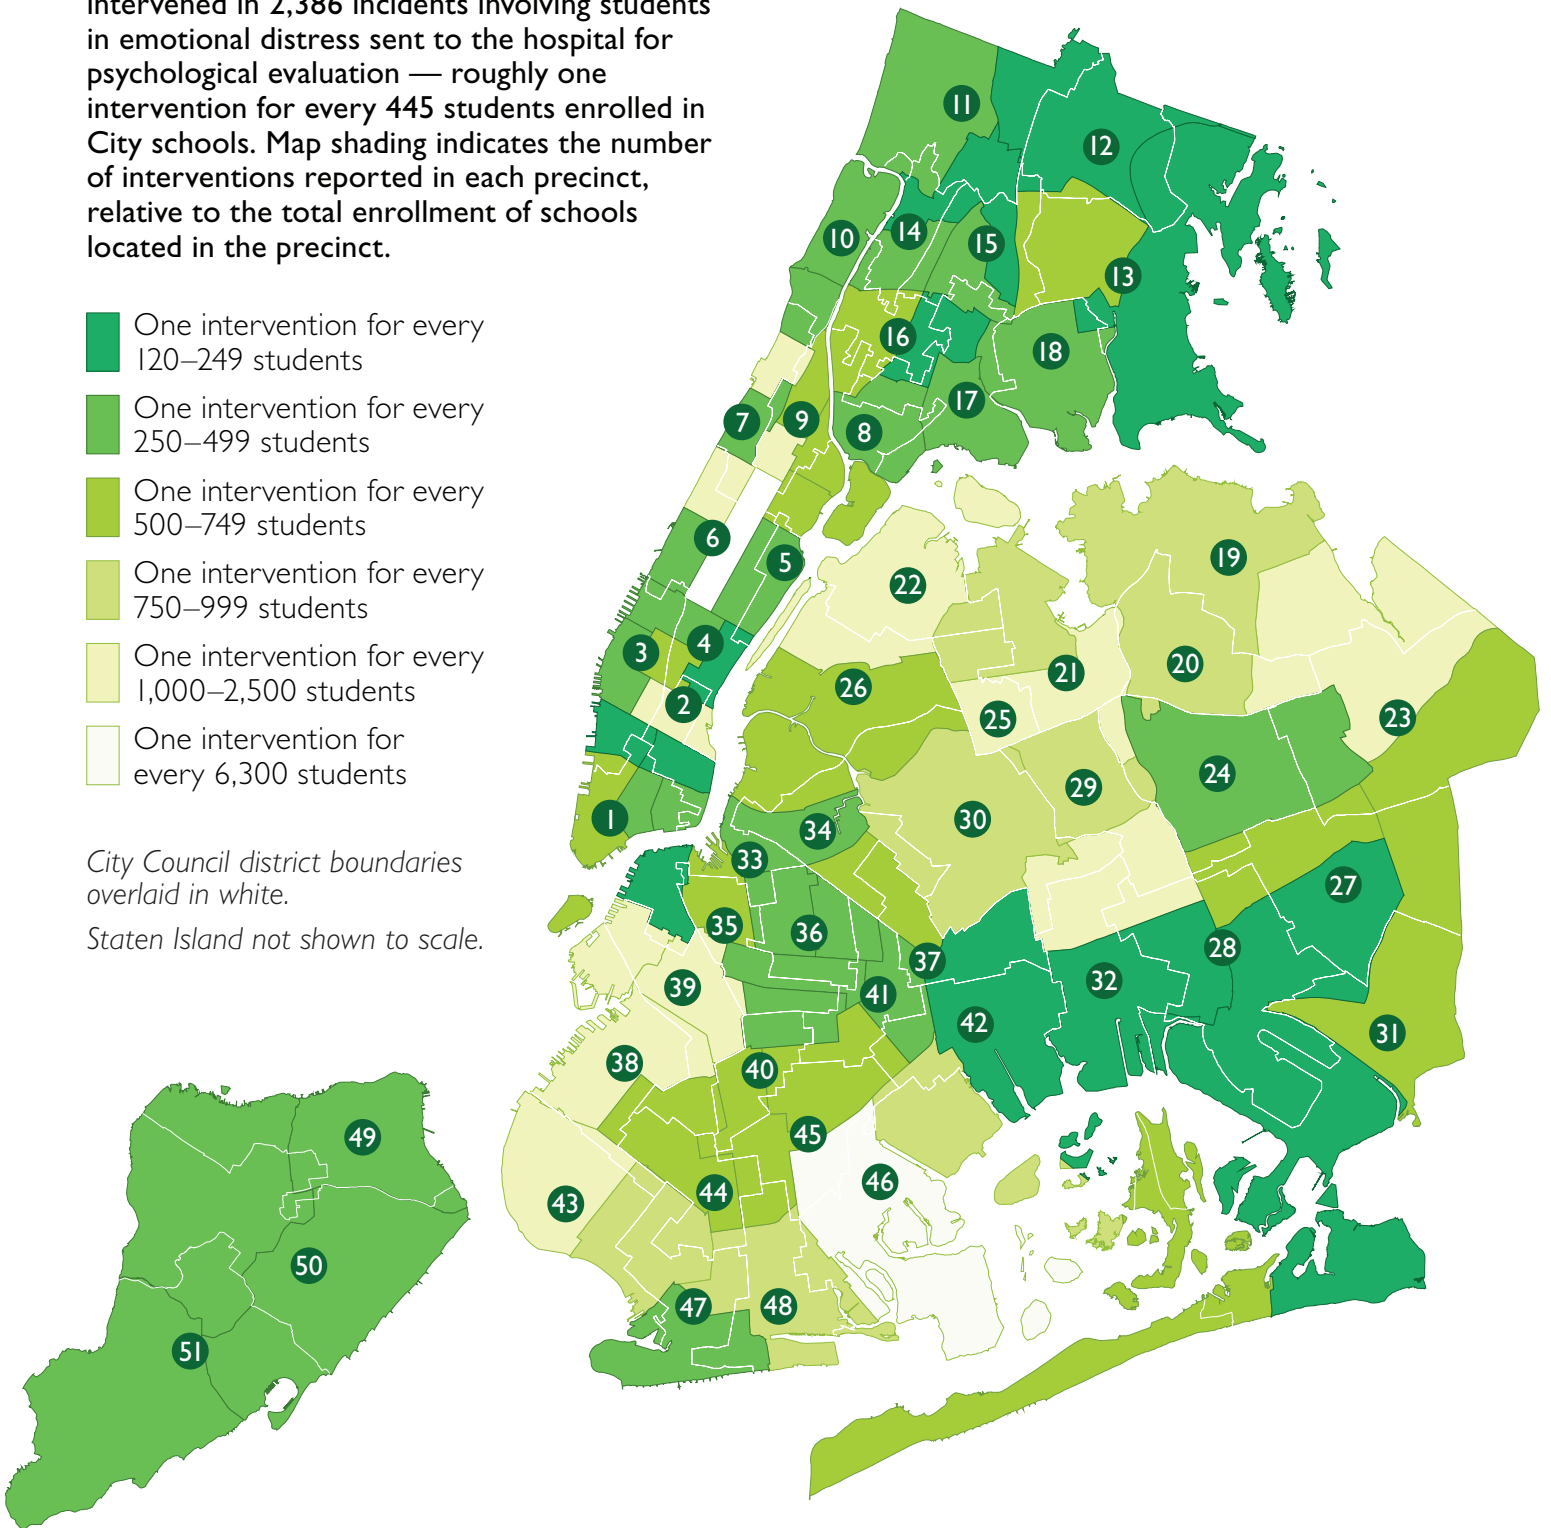 intervened in 2,386 incidents involving students
in emotional distress sent to the hospital for
psychological evaluation — roughly one
intervention for every 445 students enrolled in
City schools. Map shading indicates the number
of interventions reported in each precinct,
relative to the total enrollment of schools
located in the precinct.
One intervention for every
120–249 students
One intervention for every
250–499 students
One intervention for every
500–749 students
One intervention for every
750–999 students
One intervention for every
1,000–2,500 students
One intervention for
every 6,300 students
City Council district boundaries
overlaid in white.
Staten Island not shown to scale.
11
12
10
14
15
13
16
18
7
9
8
17
6
5
19
22
3
4
20
21
2
26
25
23
24
29
1
30
34
33
27
35
36
28
37
39
41
32
42
31
38
40
45
49
44
46
43
50
47
48
51